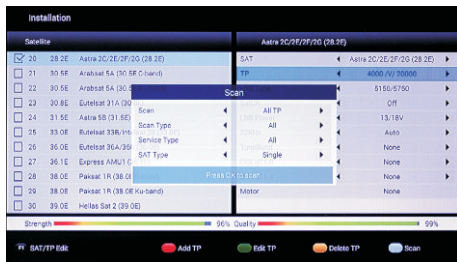 Installation
Satellite
Astra 2C/2E/2F/2G (28.2E)
20 28.2E Astra 2C/2E/2F/2G (28.2E)
21 30.5E Arabsat 5A (30.5E C-band)
22 30.5E Arabsat 5A (30.5
23 30.8E Eutelsat 31A (30
24 31.5E Astra 5B (31.5E)
25 33.0E Eutelsat 33B/
26 36.0E Eutelsat 36A/36
27 36.1E Express AMU1 (
28 38.0E Paksat 1R (38.0
29 38.0E Paksat 1R (38.0E Ku-band)
30 39.0E Hellas Sat 2 (39.0E)
SAT Astra 2C/2E/2F/2G (28.2E)
TP 4000 /V/ 30000
5150/5760
Off
13/18V
Auto
None
None
None
Motor None
Scan
Scan All TP
Scan Type All
Service Type All
SAT Type Single
Press OK to scan
Strength 96% Quality 99%
SAT/TP Edit Add TP Edit TP Delete TP Scan